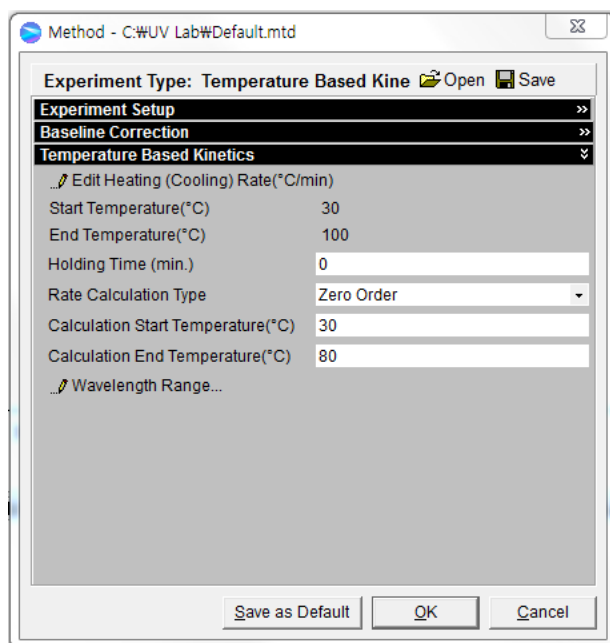 Method - C:₩UV Lab₩Default.mtd
Experiment Type: Temperature Based Kine Open Save
Experiment Setup »
Baseline Correction »
Temperature Based Kinetics
Edit Heating (Cooling) Rate(°C/min)
Start Temperature(°C) 30
End Temperature(°C) 100
Holding Time (min.) 0
Rate Calculation Type Zero Order
Calculation Start Temperature(°C) 30
Calculation End Temperature(°C) 80
Wavelength Range...
Save as Default OK Cancel